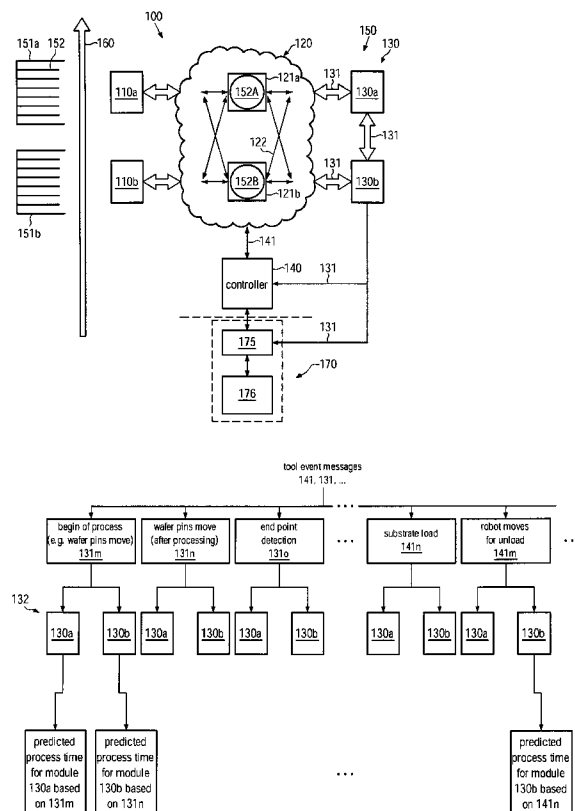 100
120
150
130
151a 152
160
110a
152A
121a
131
130a
122
131
110b
152B
121b
131
130b
151b
141
controller
140
131
131
175
170
176
tool event messages
141, 131, ...
begin of process
(e.g. wafer pins move)
131m
wafer pins move
(after processing)
131n
end point
detection
131o
...
substrate load
141n
robot moves
for unload
141m
132
130a
130b
130a
130b
130a
130b
130a
130b
130a
130b
predicted
process time
for module
130a based
on 131m
predicted
process time
for module
130b based
on 131n
...
predicted
process time
for module
130b based
on 141n